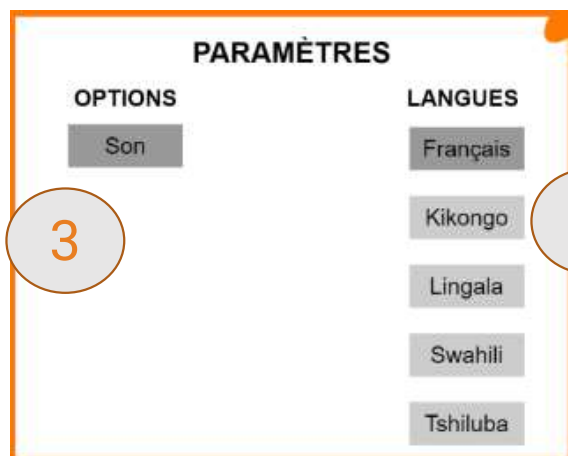 PARAMÈTRES
OPTIONS
Son
3
LANGUES
Français
Kikongo
Lingala
Swahili
Tshiluba